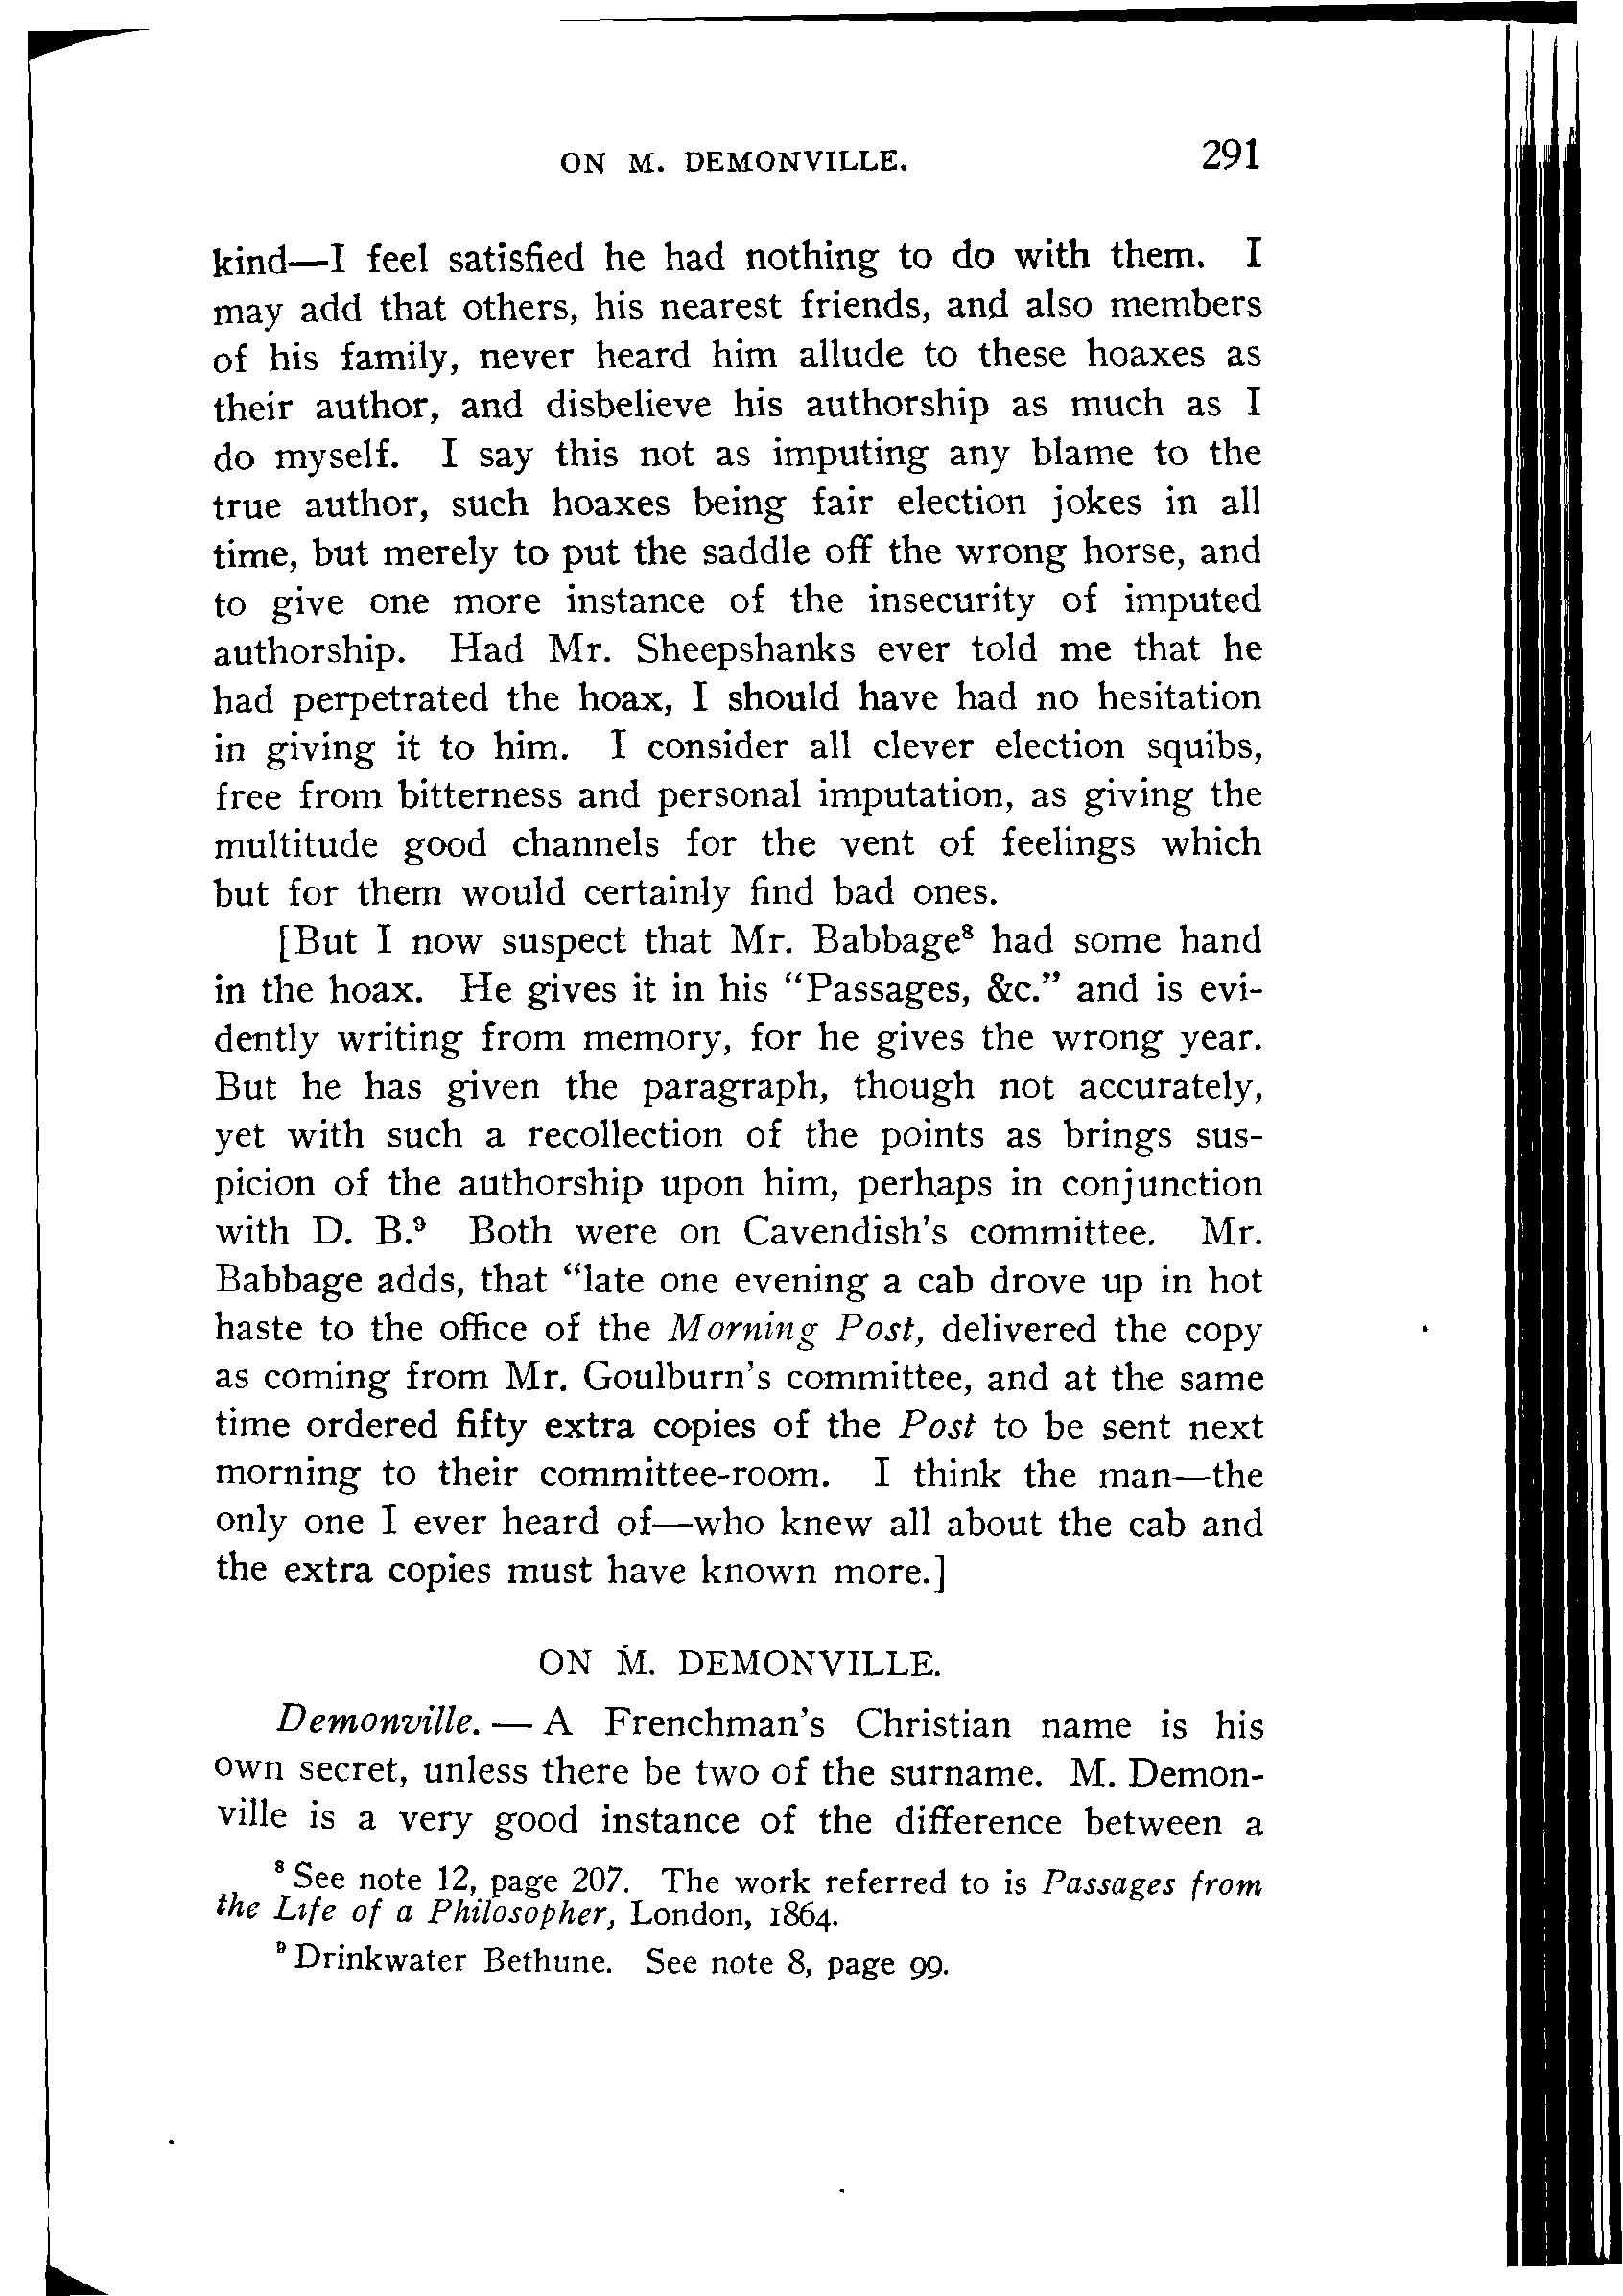 ON M. DEMONVILLE. 291
kind—I feel satisfied he had nothing to do with them. I
may add that others, his nearest friends, and also members
of his family, never heard him allude to these hoaxes as
their author, and disbelieve his authorship as much as I
do myself. I say this not as imputing any blame to the
true author, such hoaxes being fair election jokes in all
time, but merely to put the saddle off the wrong horse, and
to give one more instance of the insecurity of imputed
authorship. Had Mr. Sheepshanks ever told me that he
had perpetrated the hoax, I should have had no hesitation
in giving it to him. I consider all clever election squibs,
free from bitterness and personal imputation, as giving the
multitude good channels for the vent of feelings which
but for them would certainly find bad ones.
[But I now suspect that Mr. Babbage⁸ had some hand
in the hoax. He gives it in his “Passages, &c.” and is evi-
dently writing from memory, for he gives the wrong year.
But he has given the paragraph, though not accurately,
yet with such a recollection of the points as brings sus-
picion of the authorship upon him, perhaps in conjunction
with D. B.⁹ Both were on Cavendish's committee. Mr.
Babbage adds, that “late one evening a cab drove up in hot
haste to the office of the Morning Post, delivered the copy
as coming from Mr. Goulburn's committee, and at the same
time ordered fifty extra copies of the Post to be sent next
morning to their committee-room. I think the man—the
only one I ever heard of—who knew all about the cab and
the extra copies must have known more.]
ON M. DEMONVILLE.
Demonville. — A Frenchman's Christian name is his
own secret, unless there be two of the surname. M. Demon-
ville is a very good instance of the difference between a
⁸ See note 12, page 207. The work referred to is Passages from
the Life of a Philosopher, London, 1864.
⁹ Drinkwater Bethune. See note 8, page 99.